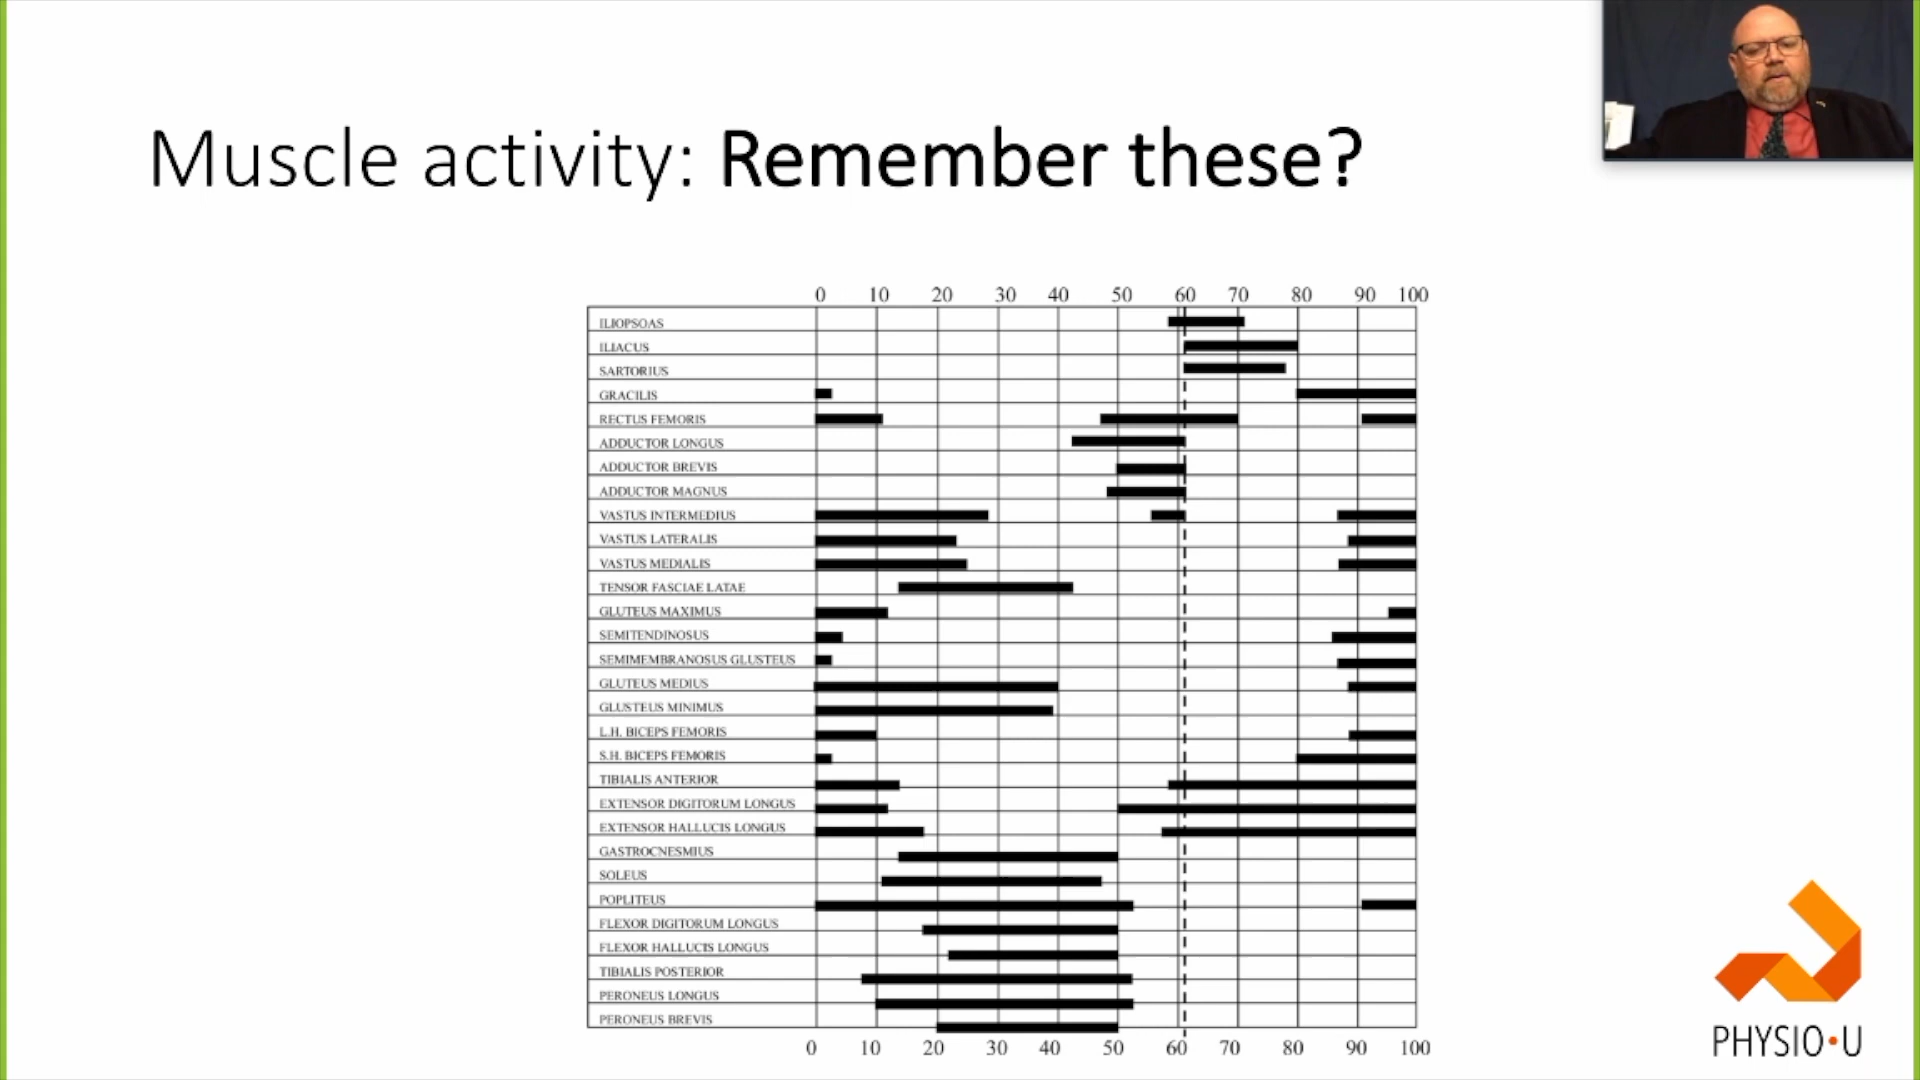 Muscle activity: Remember these?
0 10 20 30 40 50 60 70 80 90 100
ILIOPSOAS
ILIACUS
SARTORIUS
GRACILIS
RECTUS FEMORIS
ADDUCTOR LONGUS
ADDUCTOR BREVIS
ADDUCTOR MAGNUS
VASTUS INTERMEDIUS
VASTUS LATERALIS
VASTUS MEDIALIS
TENSOR FASCIAE LATAE
GLUTEUS MAXIMUS
SEMITENDINOSUS
SEMIMEMBRANOSUS GLUSTEUS
GLUTEUS MEDIUS
GLUSTEUS MINIMUS
L.H. BICEPS FEMORIS
S.H. BICEPS FEMORIS
TIBIALIS ANTERIOR
EXTENSOR DIGITORUM LONGUS
EXTENSOR HALLUCIS LONGUS
GASTROCNESMIUS
SOLEUS
POPLITEUS
FLEXOR DIGITORUM LONGUS
FLEXOR HALLUCIS LONGUS
TIBIALIS POSTERIOR
PERONEUS LONGUS
PERONEUS BREVIS
0 10 20 30 40 50 60 70 80 90 100
PHYSIO•U